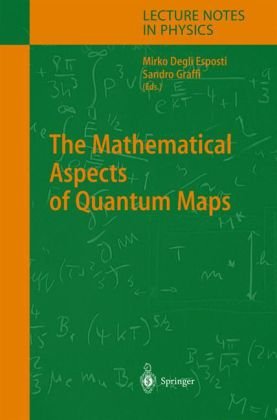 LECTURE NOTES
IN PHYSICS
Mirko Degli Esposti
Sandro Graffi
(Eds.)
The Mathematical
Aspects
of Quantum Maps
Springer